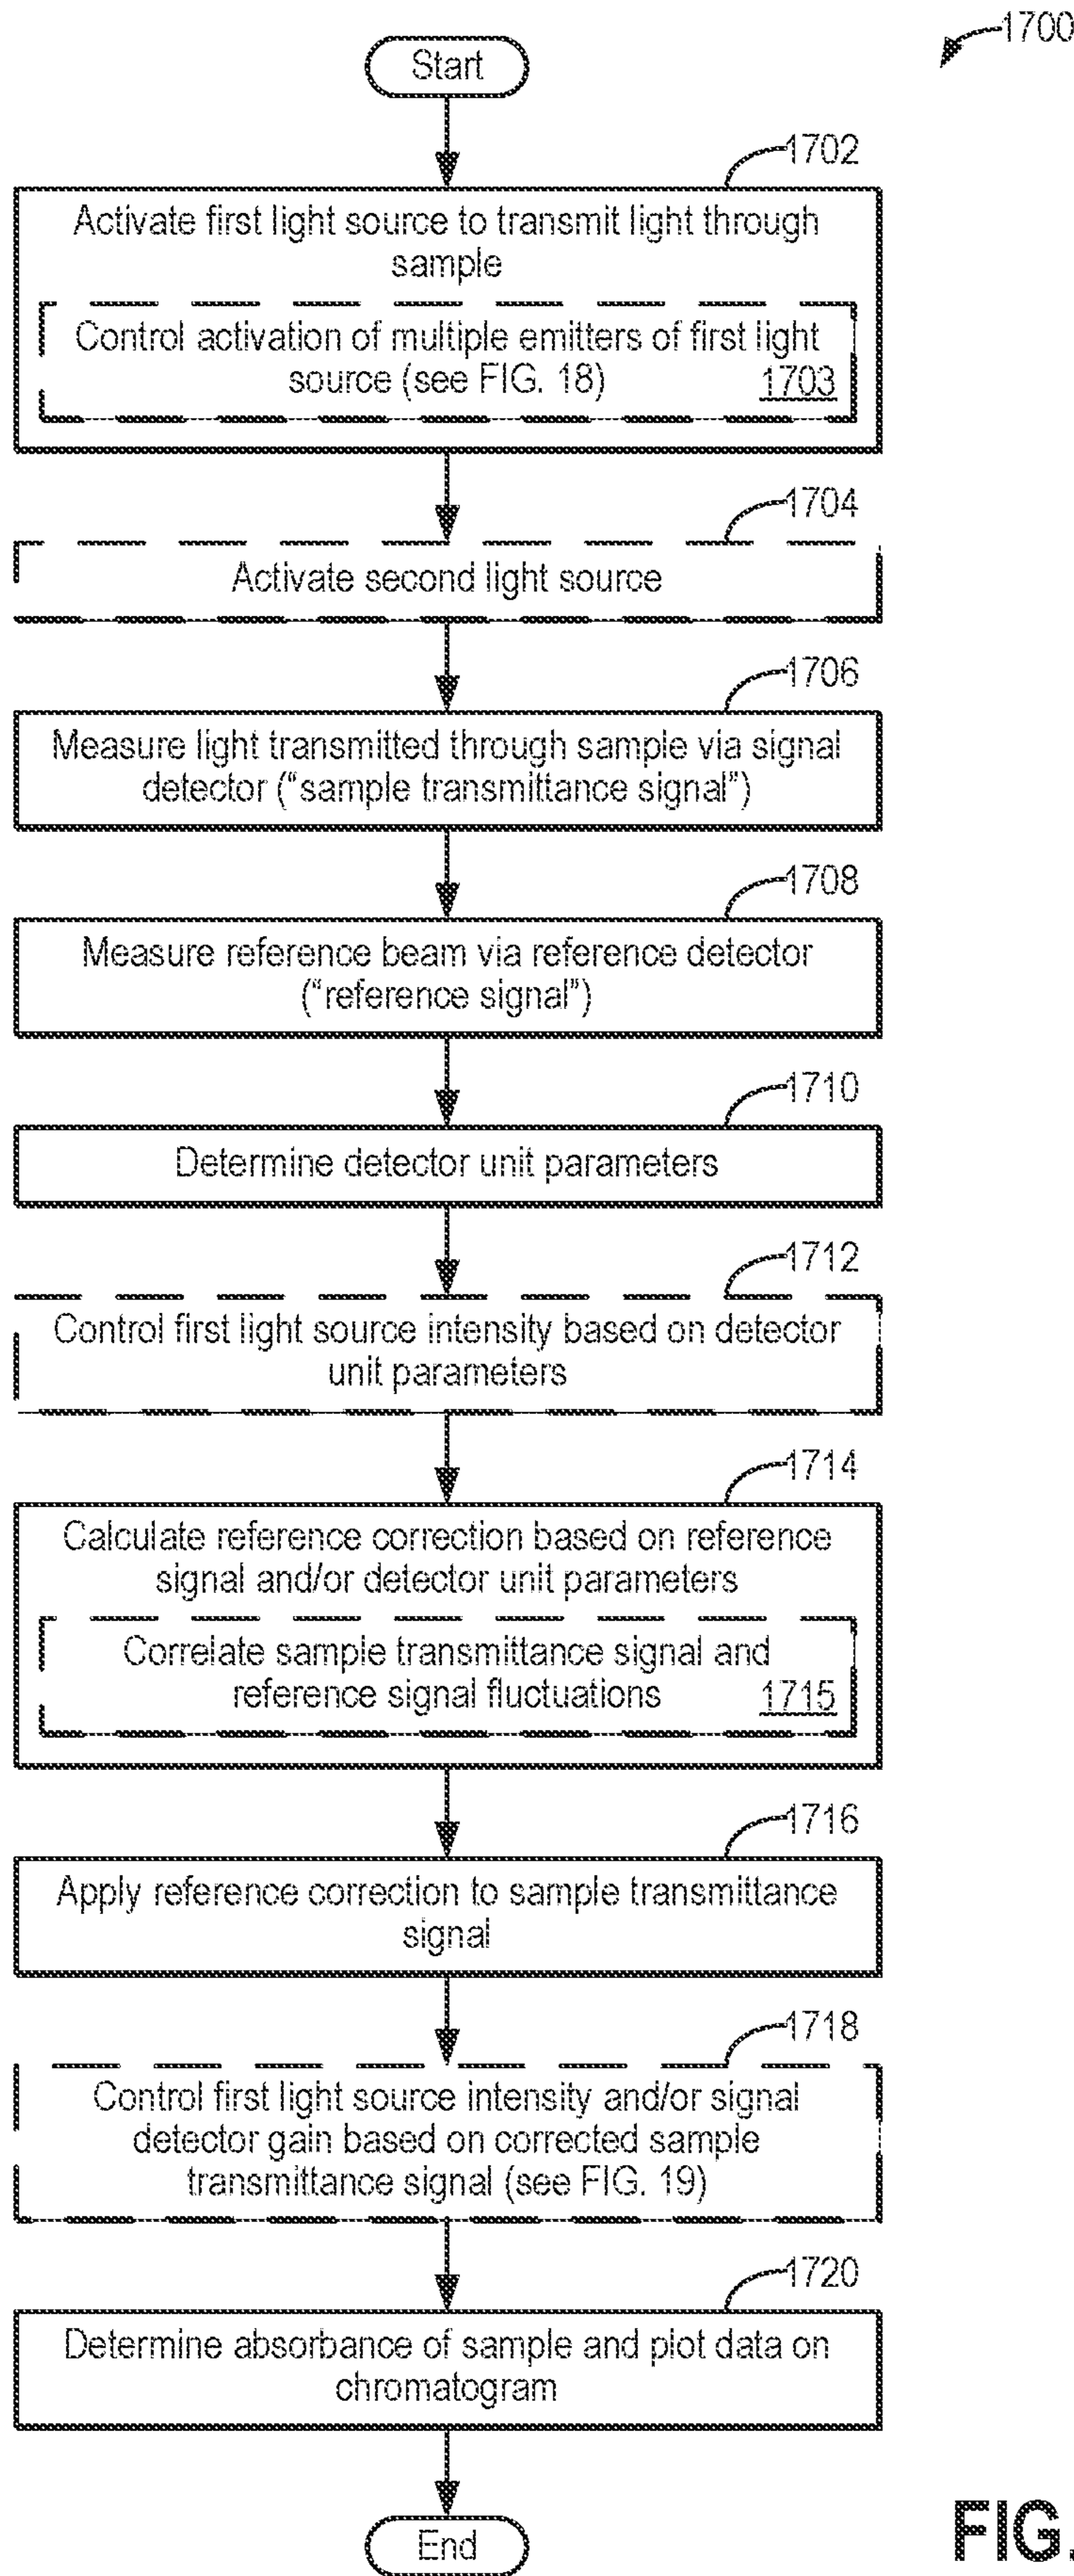 1700
Start
1702
Activate first light source to transmit light through
sample
Control activation of multiple emitters of first light
source (see FIG. 18) 1703
1704
Activate second light source
1706
Measure light transmitted through sample via signal
detector (“sample transmittance signal”)
1708
Measure reference beam via reference detector
(“reference signal”)
1710
Determine detector unit parameters
1712
Control first light source intensity based on detector
unit parameters
1714
Calculate reference correction based on reference
signal and/or detector unit parameters
Correlate sample transmittance signal and
reference signal fluctuations 1715
1716
Apply reference correction to sample transmittance
signal
1718
Control first light source intensity and/or signal
detector gain based on corrected sample
transmittance signal (see FIG. 19)
1720
Determine absorbance of sample and plot data on
chromatogram
End
FIG.